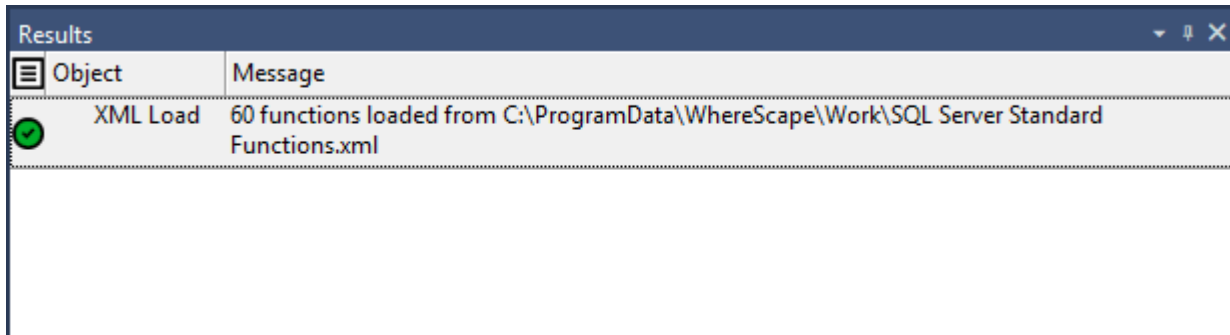 Results
Object Message
XML Load 60 functions loaded from C:\ProgramData\WhereScape\Work\SQL Server Standard
Functions.xml